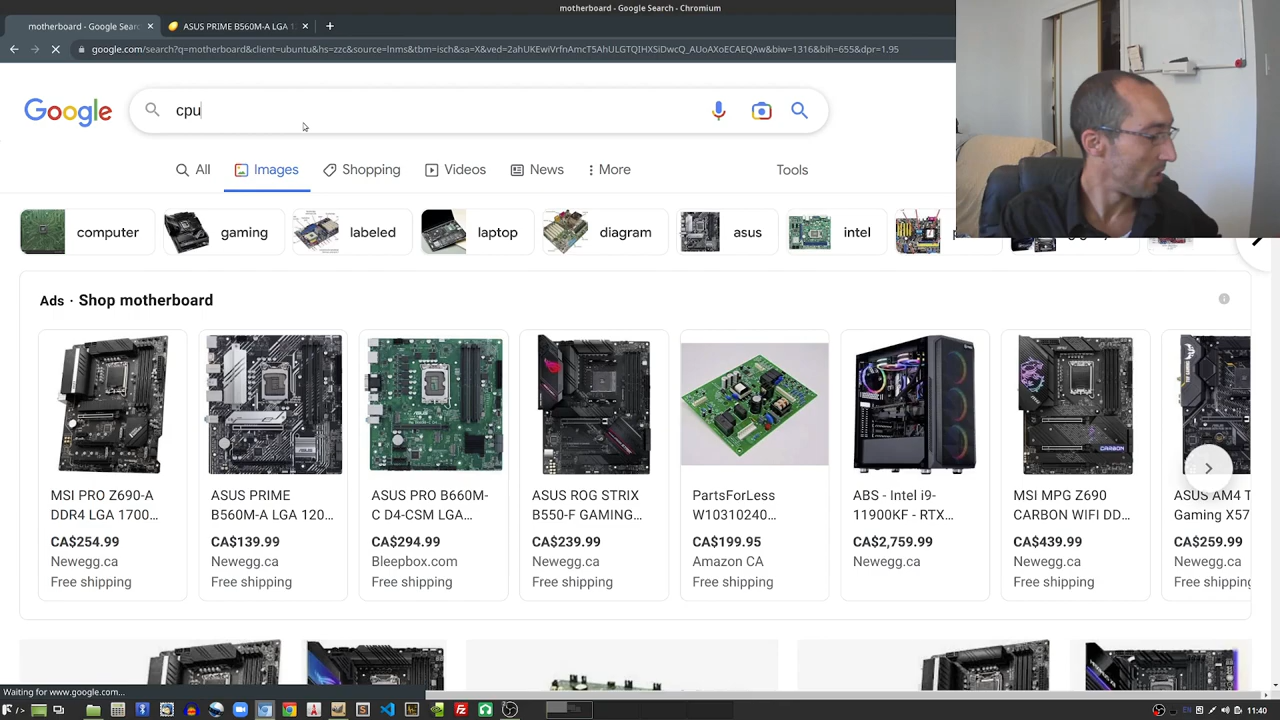 motherboard - Google Search - Chromium
motherboard - Google Searc
ASUS PRIME B560M-A LGA 1
google.com/search?q=motherboard&client=ubuntu&hs=zzc&source=lnms&tbm=isch&sa=X&ved=2ahUKEwiVrfnAmcT5AhULGTQIHXSiDwcQ_AUoAXoECAEQAw&biw=1316&bih=655&dpr=1.95
Google
cpu
All
Images
Shopping
Videos
News
More
Tools
computer
gaming
labeled
laptop
diagram
asus
intel
Ads · Shop motherboard
MSI PRO Z690-A
DDR4 LGA 1700...
CA$254.99
Newegg.ca
Free shipping
ASUS PRIME
B560M-A LGA 120...
CA$139.99
Newegg.ca
Free shipping
ASUS PRO B660M-
C D4-CSM LGA...
CA$294.99
Bleepbox.com
Free shipping
ASUS ROG STRIX
B550-F GAMING...
CA$239.99
Newegg.ca
Free shipping
PartsForLess
W10310240...
CA$199.95
Amazon CA
Free shipping
ABS - Intel i9-
11900KF - RTX...
CA$2,759.99
Newegg.ca
MSI MPG Z690
CARBON WIFI DD...
CA$439.99
Newegg.ca
Free shipping
ASUS AM4 T
Gaming X57
CA$259.99
Newegg.ca
Free shipping
CARBON
Waiting for www.google.com...
EN
11:40